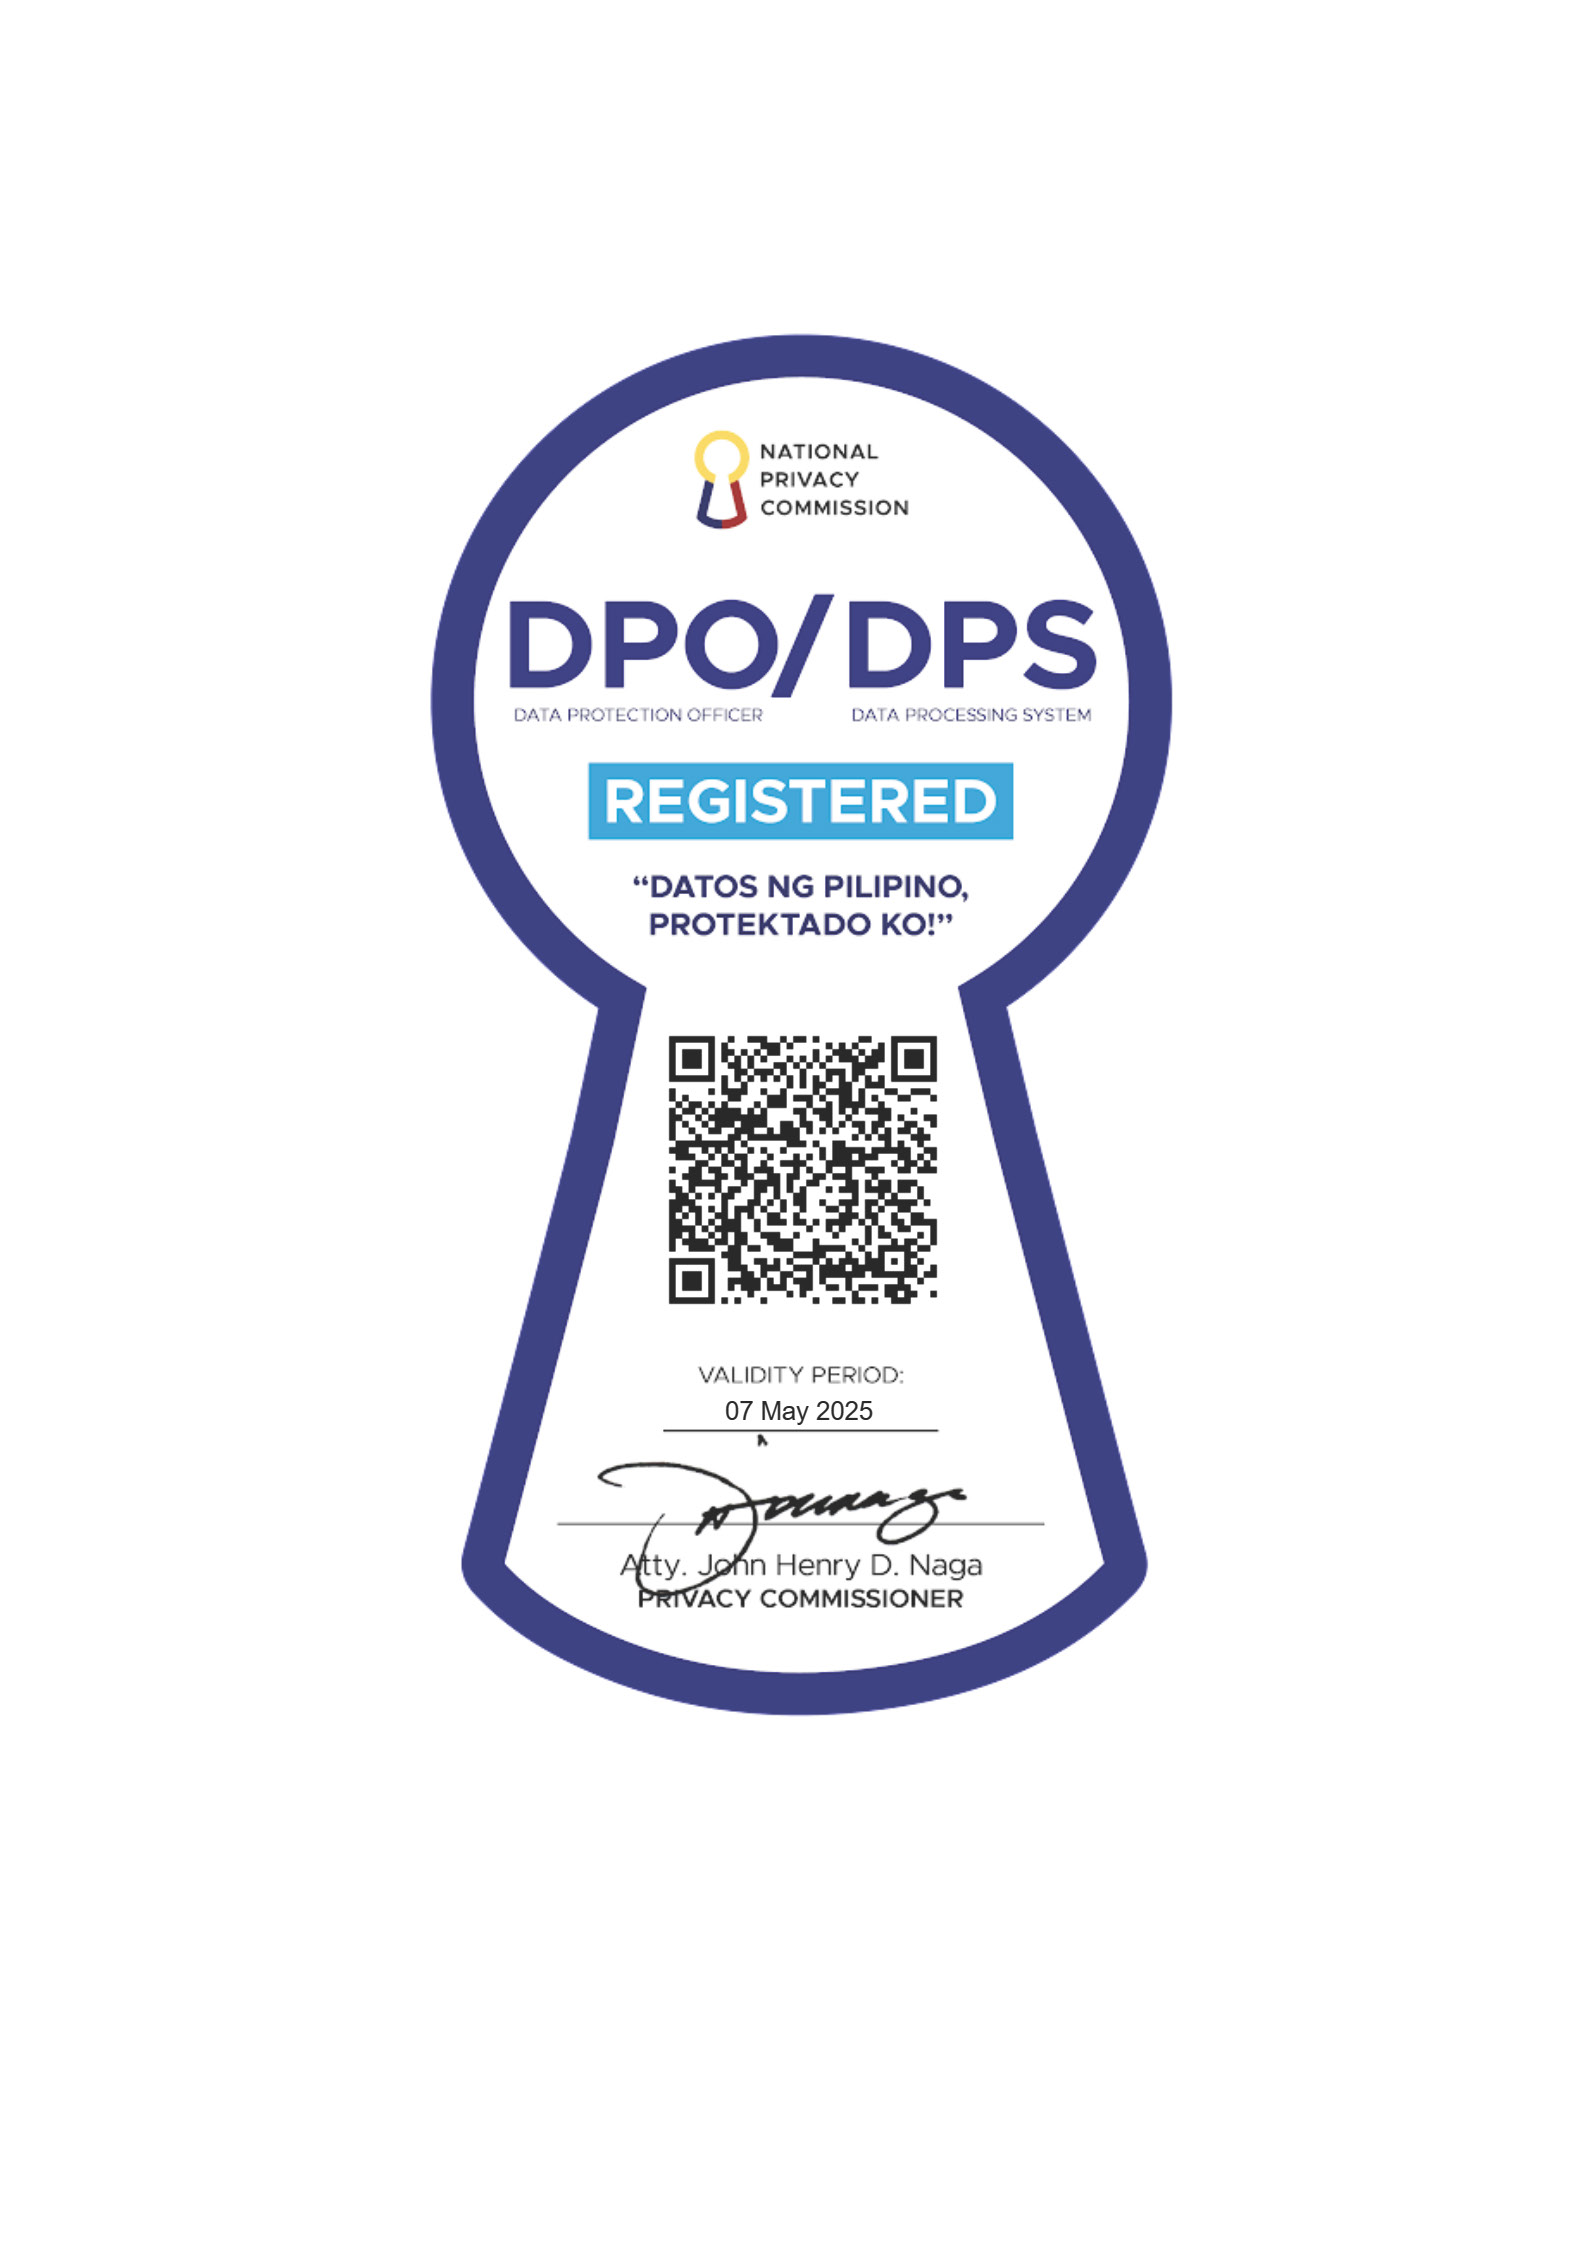 NATIONAL
PRIVACY
COMMISSION
DPO/DPS
DATA PROTECTION OFFICER DATA PROCESSING SYSTEM
REGISTERED
“DATOS NG PILIPINO,
PROTEKTADO KO!”
VALIDITY PERIOD:
07 May 2025
Atty. John Henry D. Naga
PRIVACY COMMISSIONER